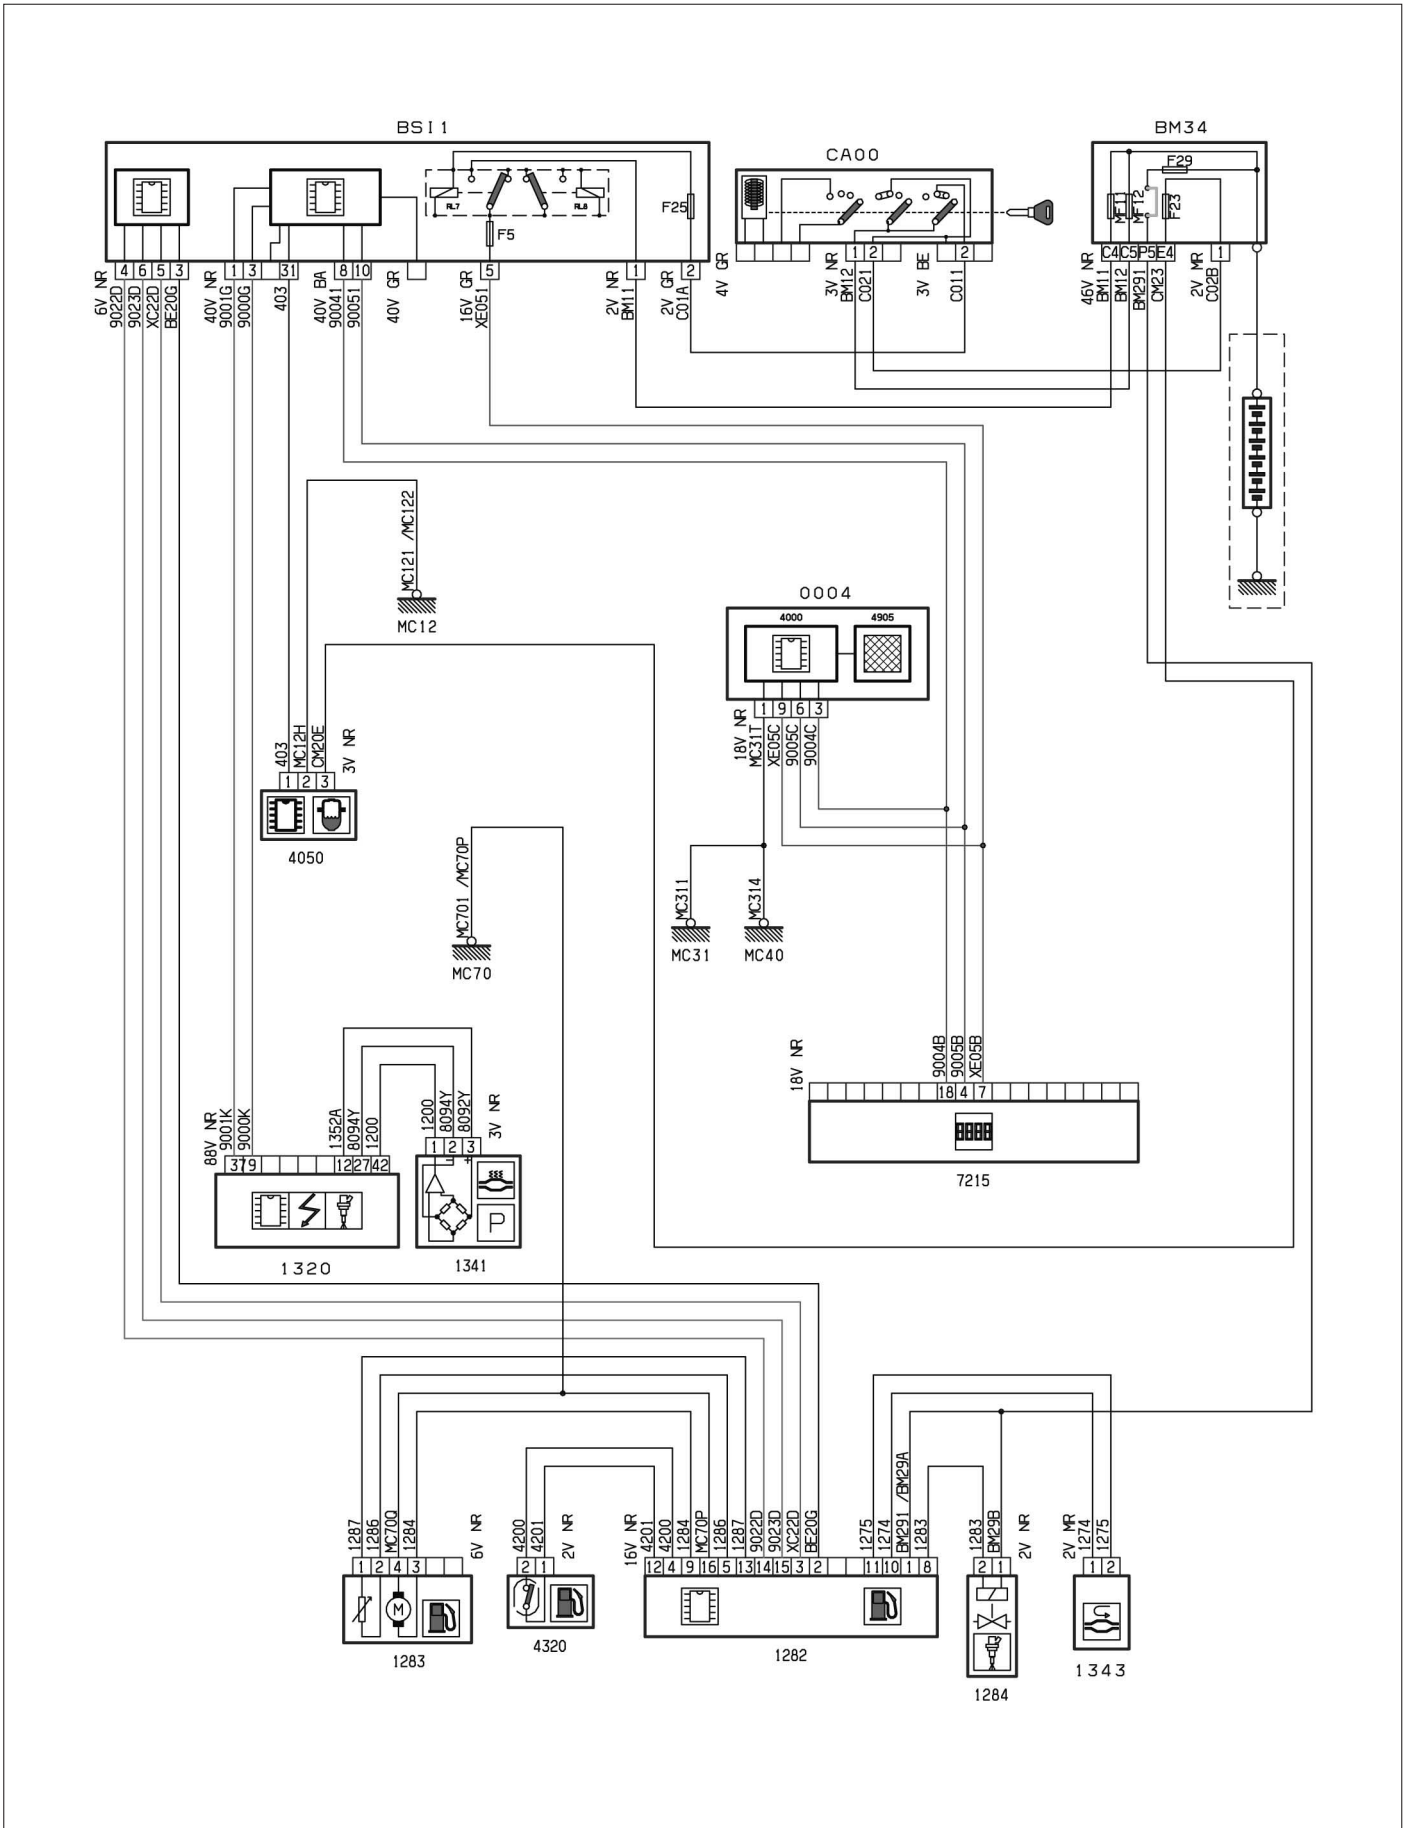 BSI1
CA00
BM34
RL7
RL8
F5
F25
MF11
MF12
F29
F23
4 6 5 3
1 3 31
8 10
5
1
2
1 2
2
C4 C5 P5 E4
1
6V NR
9022D
9023D
XC22D
BE20G
40V NR
9001G
9000G
403
40V BA
90041
90051
40V GR
16V GR
XE051
2V NR
BM11
2V GR
C01A
4V GR
3V NR
BM12
C021
3V BE
C011
46V NR
BM11
BM12
BM291
CM23
2V MR
C02B
MC121 /MC122
MC12
0004
4000
4905
1 9 6 3
18V NR
MC31T
XE05C
9005C
9004C
403
MC12H
CM20E
3V NR
1 2 3
4050
MC701 /MC70P
MC70
MC311
MC31
MC314
MC40
18V NR
9004B
9005B
XE05B
18 4 7
7215
88V NR
9001K
9000K
1352A
8094Y
1200
37 9 12 27 42
1320
1200
8094Y
8092Y
3V NR
1 2 3
- +
P
1341
1287
1286
MC70Q
1284
6V NR
1 2 4 3
M
1283
4200
4201
2V NR
2 1
4320
16V NR
4201
4200
1284
MC70P
1286
1287
9022D
9023D
XC22D
BE20G
1275
1274
BM291 /BM29A
1283
12 4 9 16 5 13 14 15 3 2 11 10 1 8
1282
1283
BM29B
2V NR
2 1
1284
2V MR
1274
1275
1 2
1343